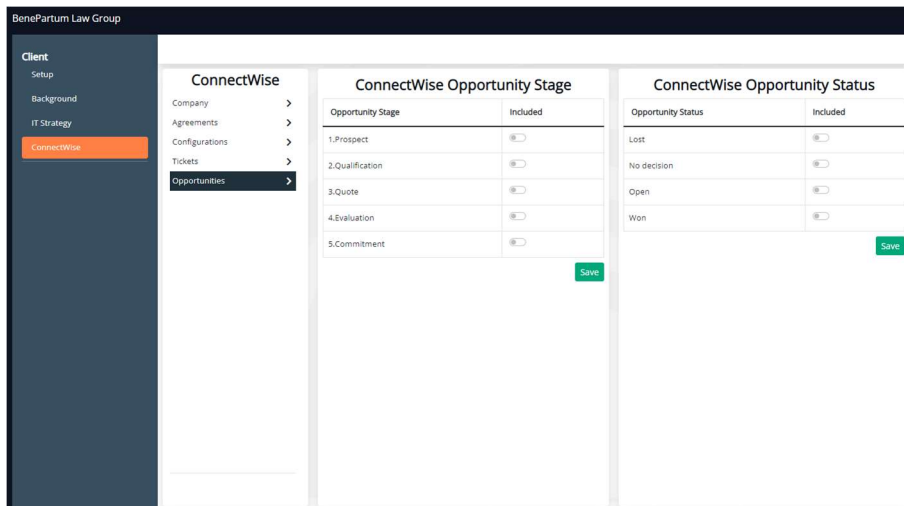 BenePartum Law Group
Client
Setup
Background
IT Strategy
ConnectWise
ConnectWise
Company
Agreements
Configurations
Tickets
Opportunities
ConnectWise Opportunity Stage
Opportunity Stage Included
1.Prospect
2.Qualification
3.Quote
4.Evaluation
5.Commitment
Save
ConnectWise Opportunity Status
Opportunity Status Included
Lost
No decision
Open
Won
Save